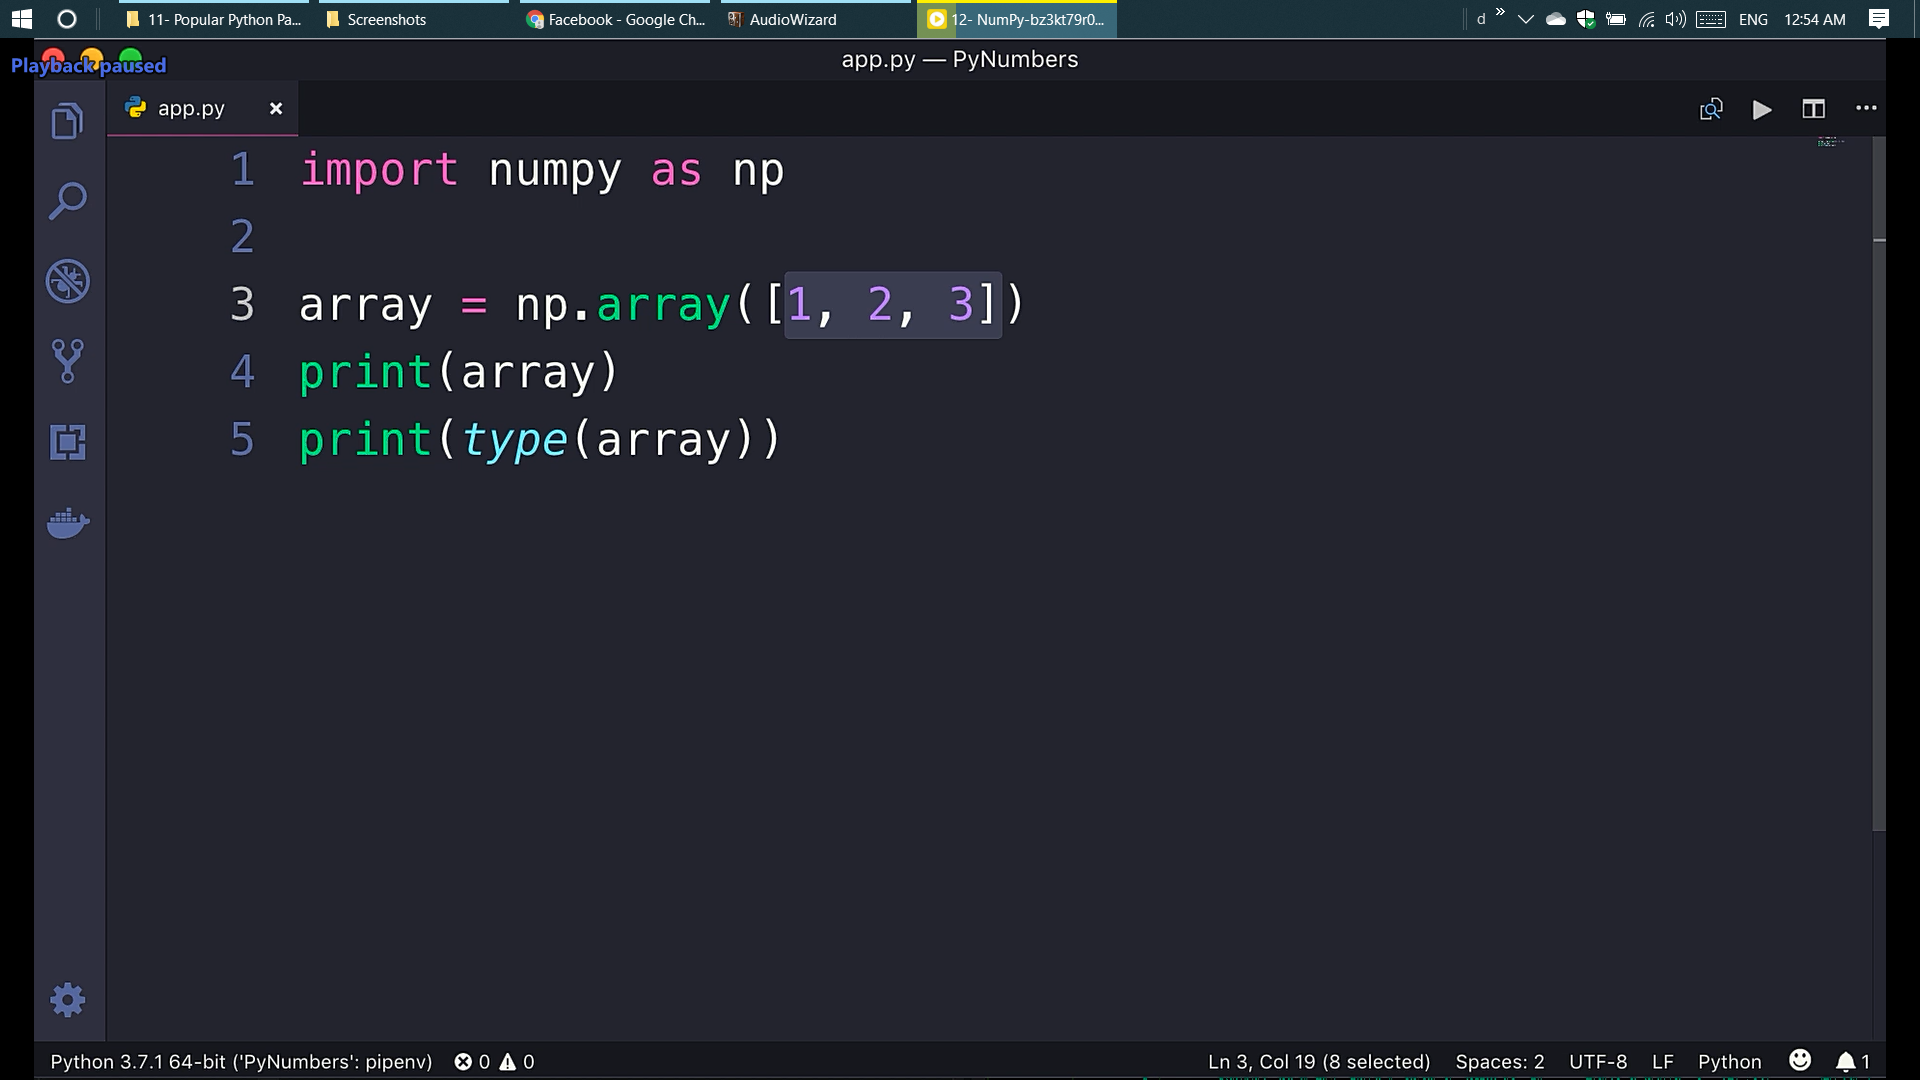 11- Popular Python Pa...
Screenshots
Facebook - Google Ch...
AudioWizard
12- NumPy-bz3kt79r0...
d
ENG
12:54 AM
Playback paused
app.py — PyNumbers
app.py
1 import numpy as np
2
3 array = np.array([1, 2, 3])
4 print(array)
5 print(type(array))
Python 3.7.1 64-bit ('PyNumbers': pipenv) 0 0
Ln 3, Col 19 (8 selected) Spaces: 2 UTF-8 LF Python 1